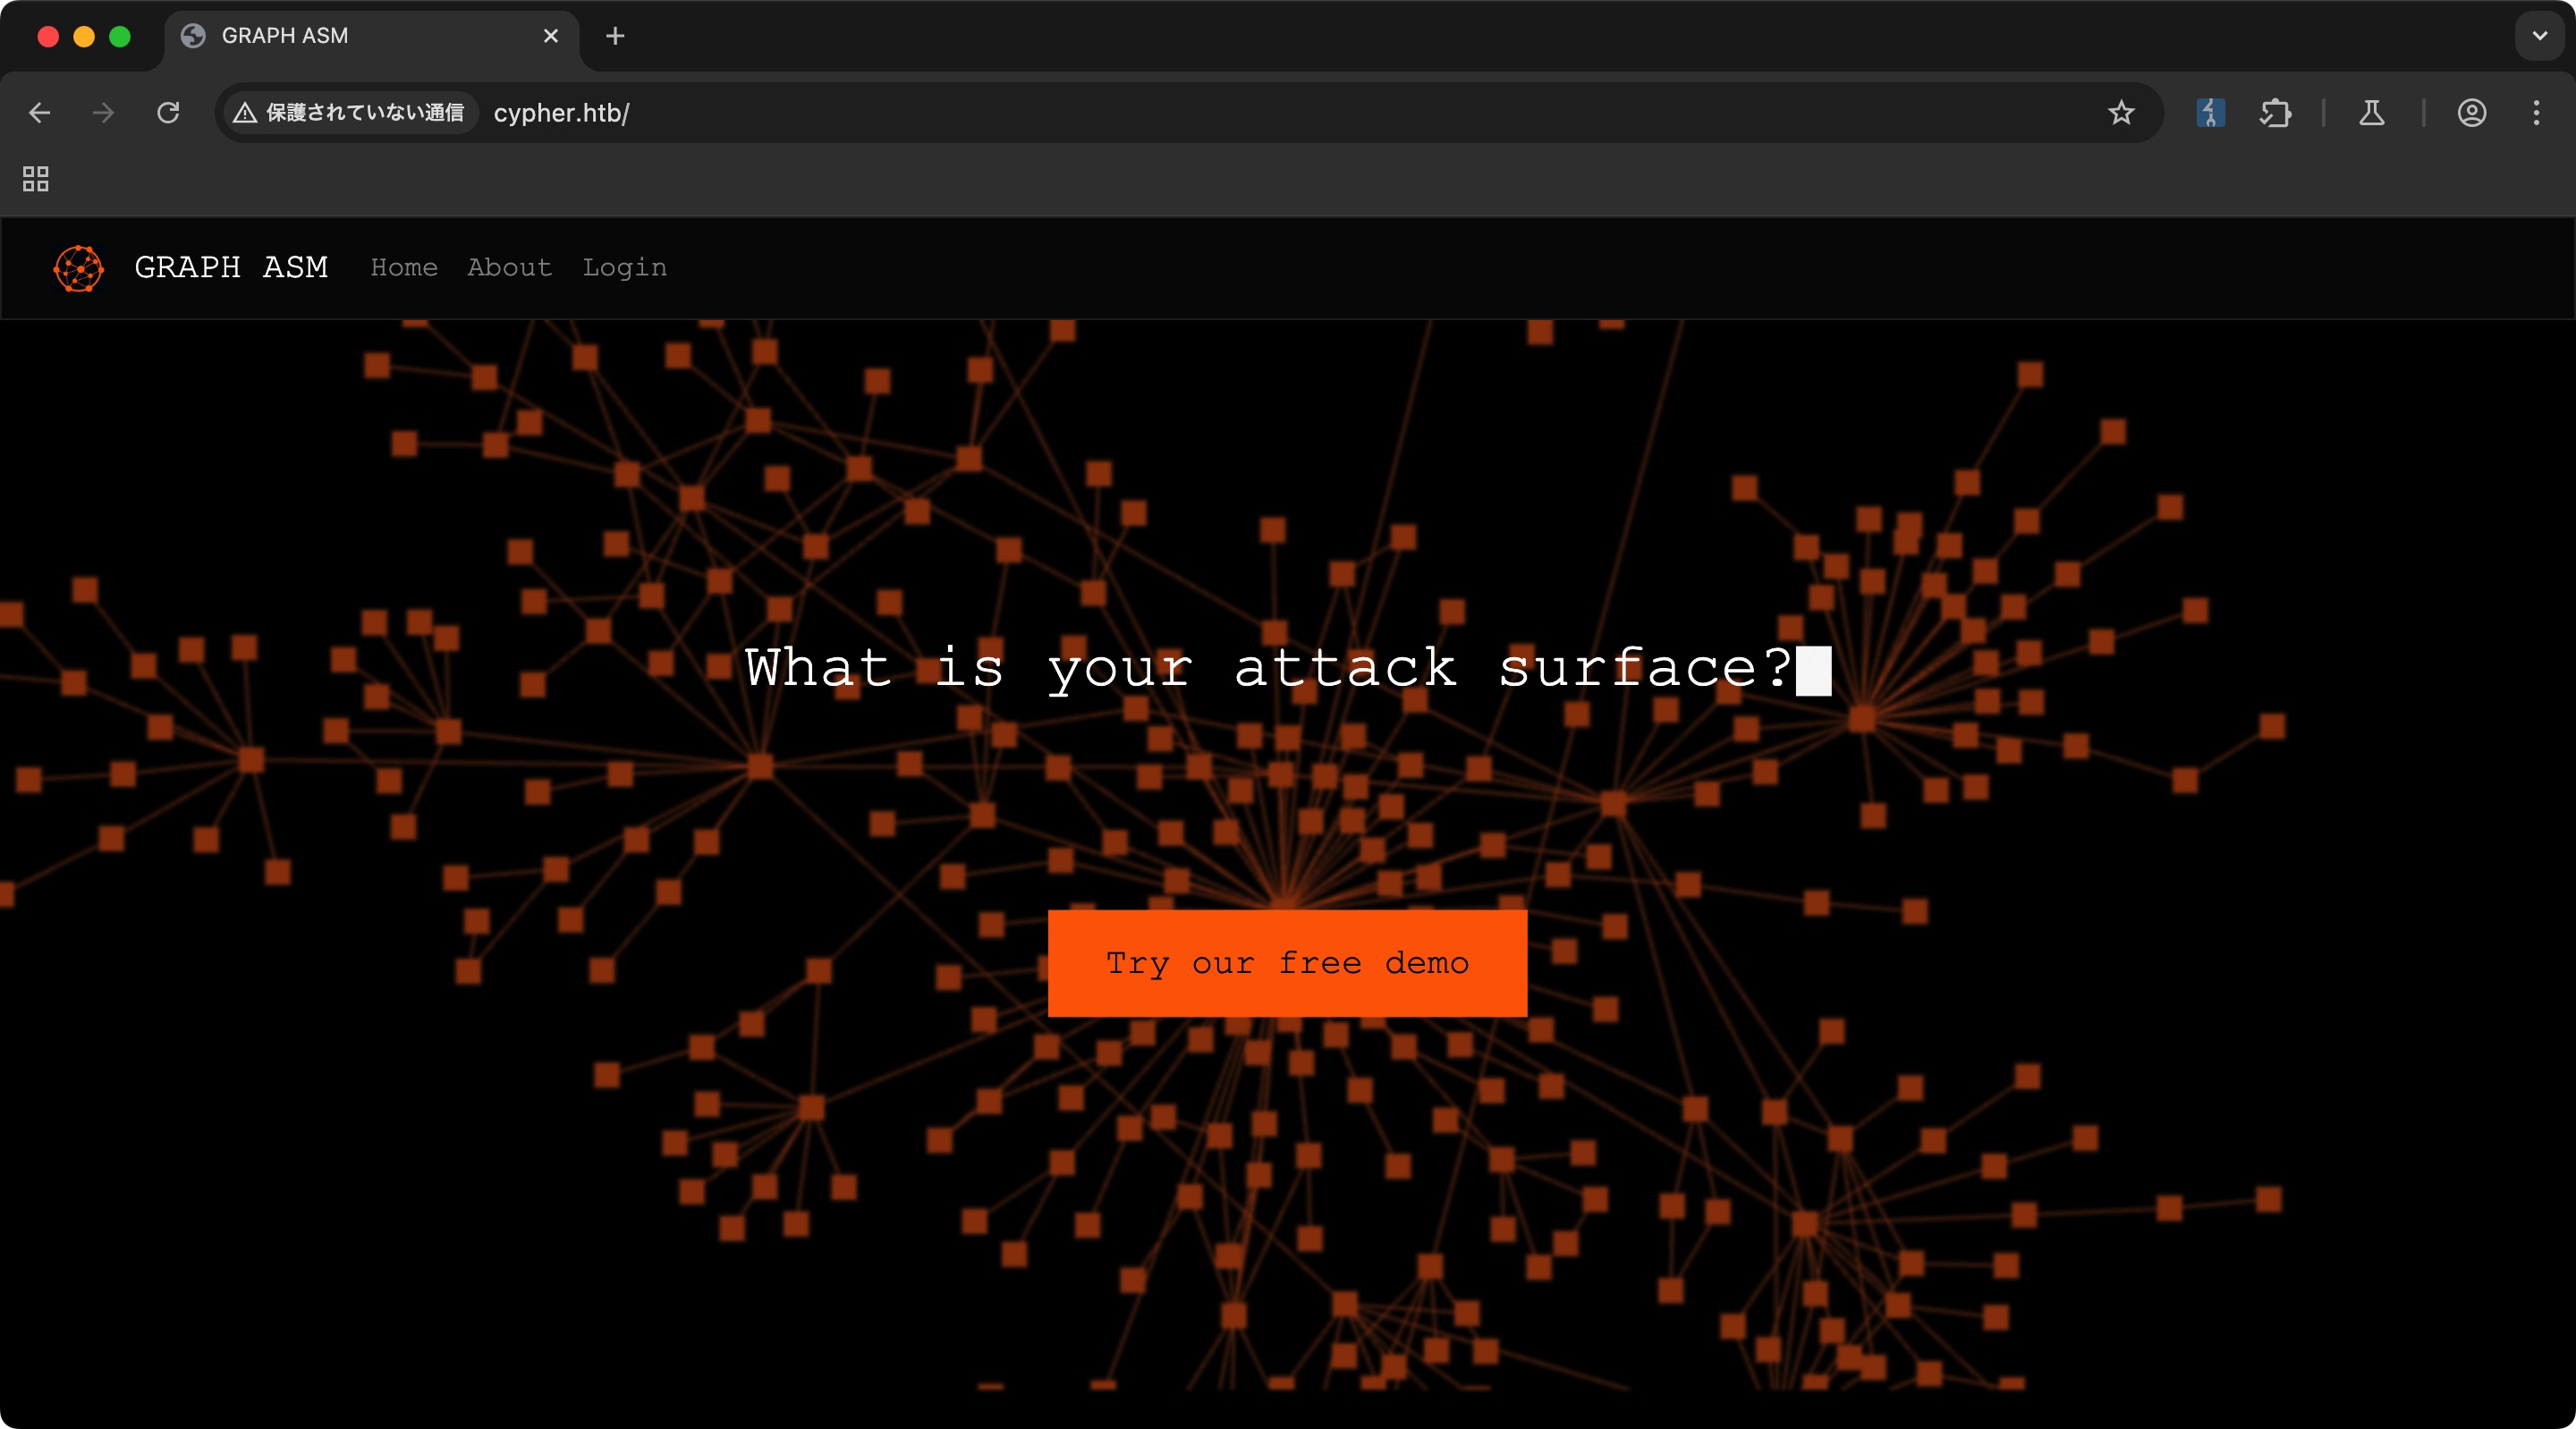 GRAPH ASM
保護されていない通信 cypher.htb/
GRAPH ASM Home About Login
What is your attack surface?
Try our free demo